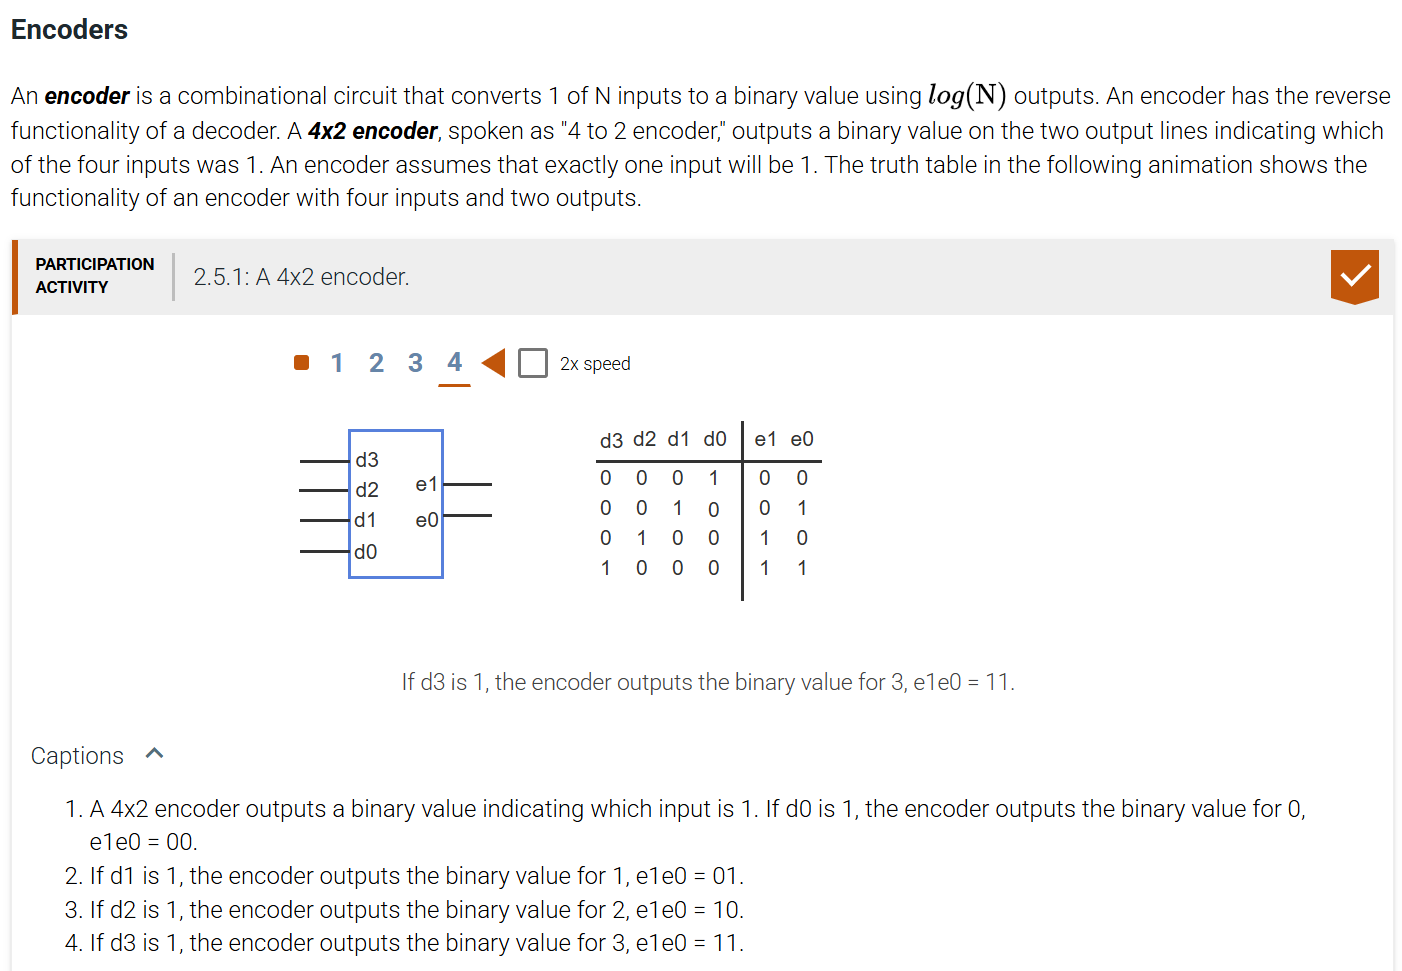 Encoders
An encoder is a combinational circuit that converts 1 of N inputs to a binary value using log(N) outputs. An encoder has the reverse
functionality of a decoder. A 4x2 encoder, spoken as "4 to 2 encoder," outputs a binary value on the two output lines indicating which
of the four inputs was 1. An encoder assumes that exactly one input will be 1. The truth table in the following animation shows the
functionality of an encoder with four inputs and two outputs.
PARTICIPATION
ACTIVITY
2.5.1: A 4x2 encoder.
1 2 3 4 2x speed
d3
d2
d1
d0
e1
e0
d3 d2 d1 d0 e1 e0
0 0 0 1 0 0
0 0 1 0 0 1
0 1 0 0 1 0
1 0 0 0 1 1
If d3 is 1, the encoder outputs the binary value for 3, e1e0 = 11.
Captions
1. A 4x2 encoder outputs a binary value indicating which input is 1. If d0 is 1, the encoder outputs the binary value for 0,
e1e0 = 00.
2. If d1 is 1, the encoder outputs the binary value for 1, e1e0 = 01.
3. If d2 is 1, the encoder outputs the binary value for 2, e1e0 = 10.
4. If d3 is 1, the encoder outputs the binary value for 3, e1e0 = 11.